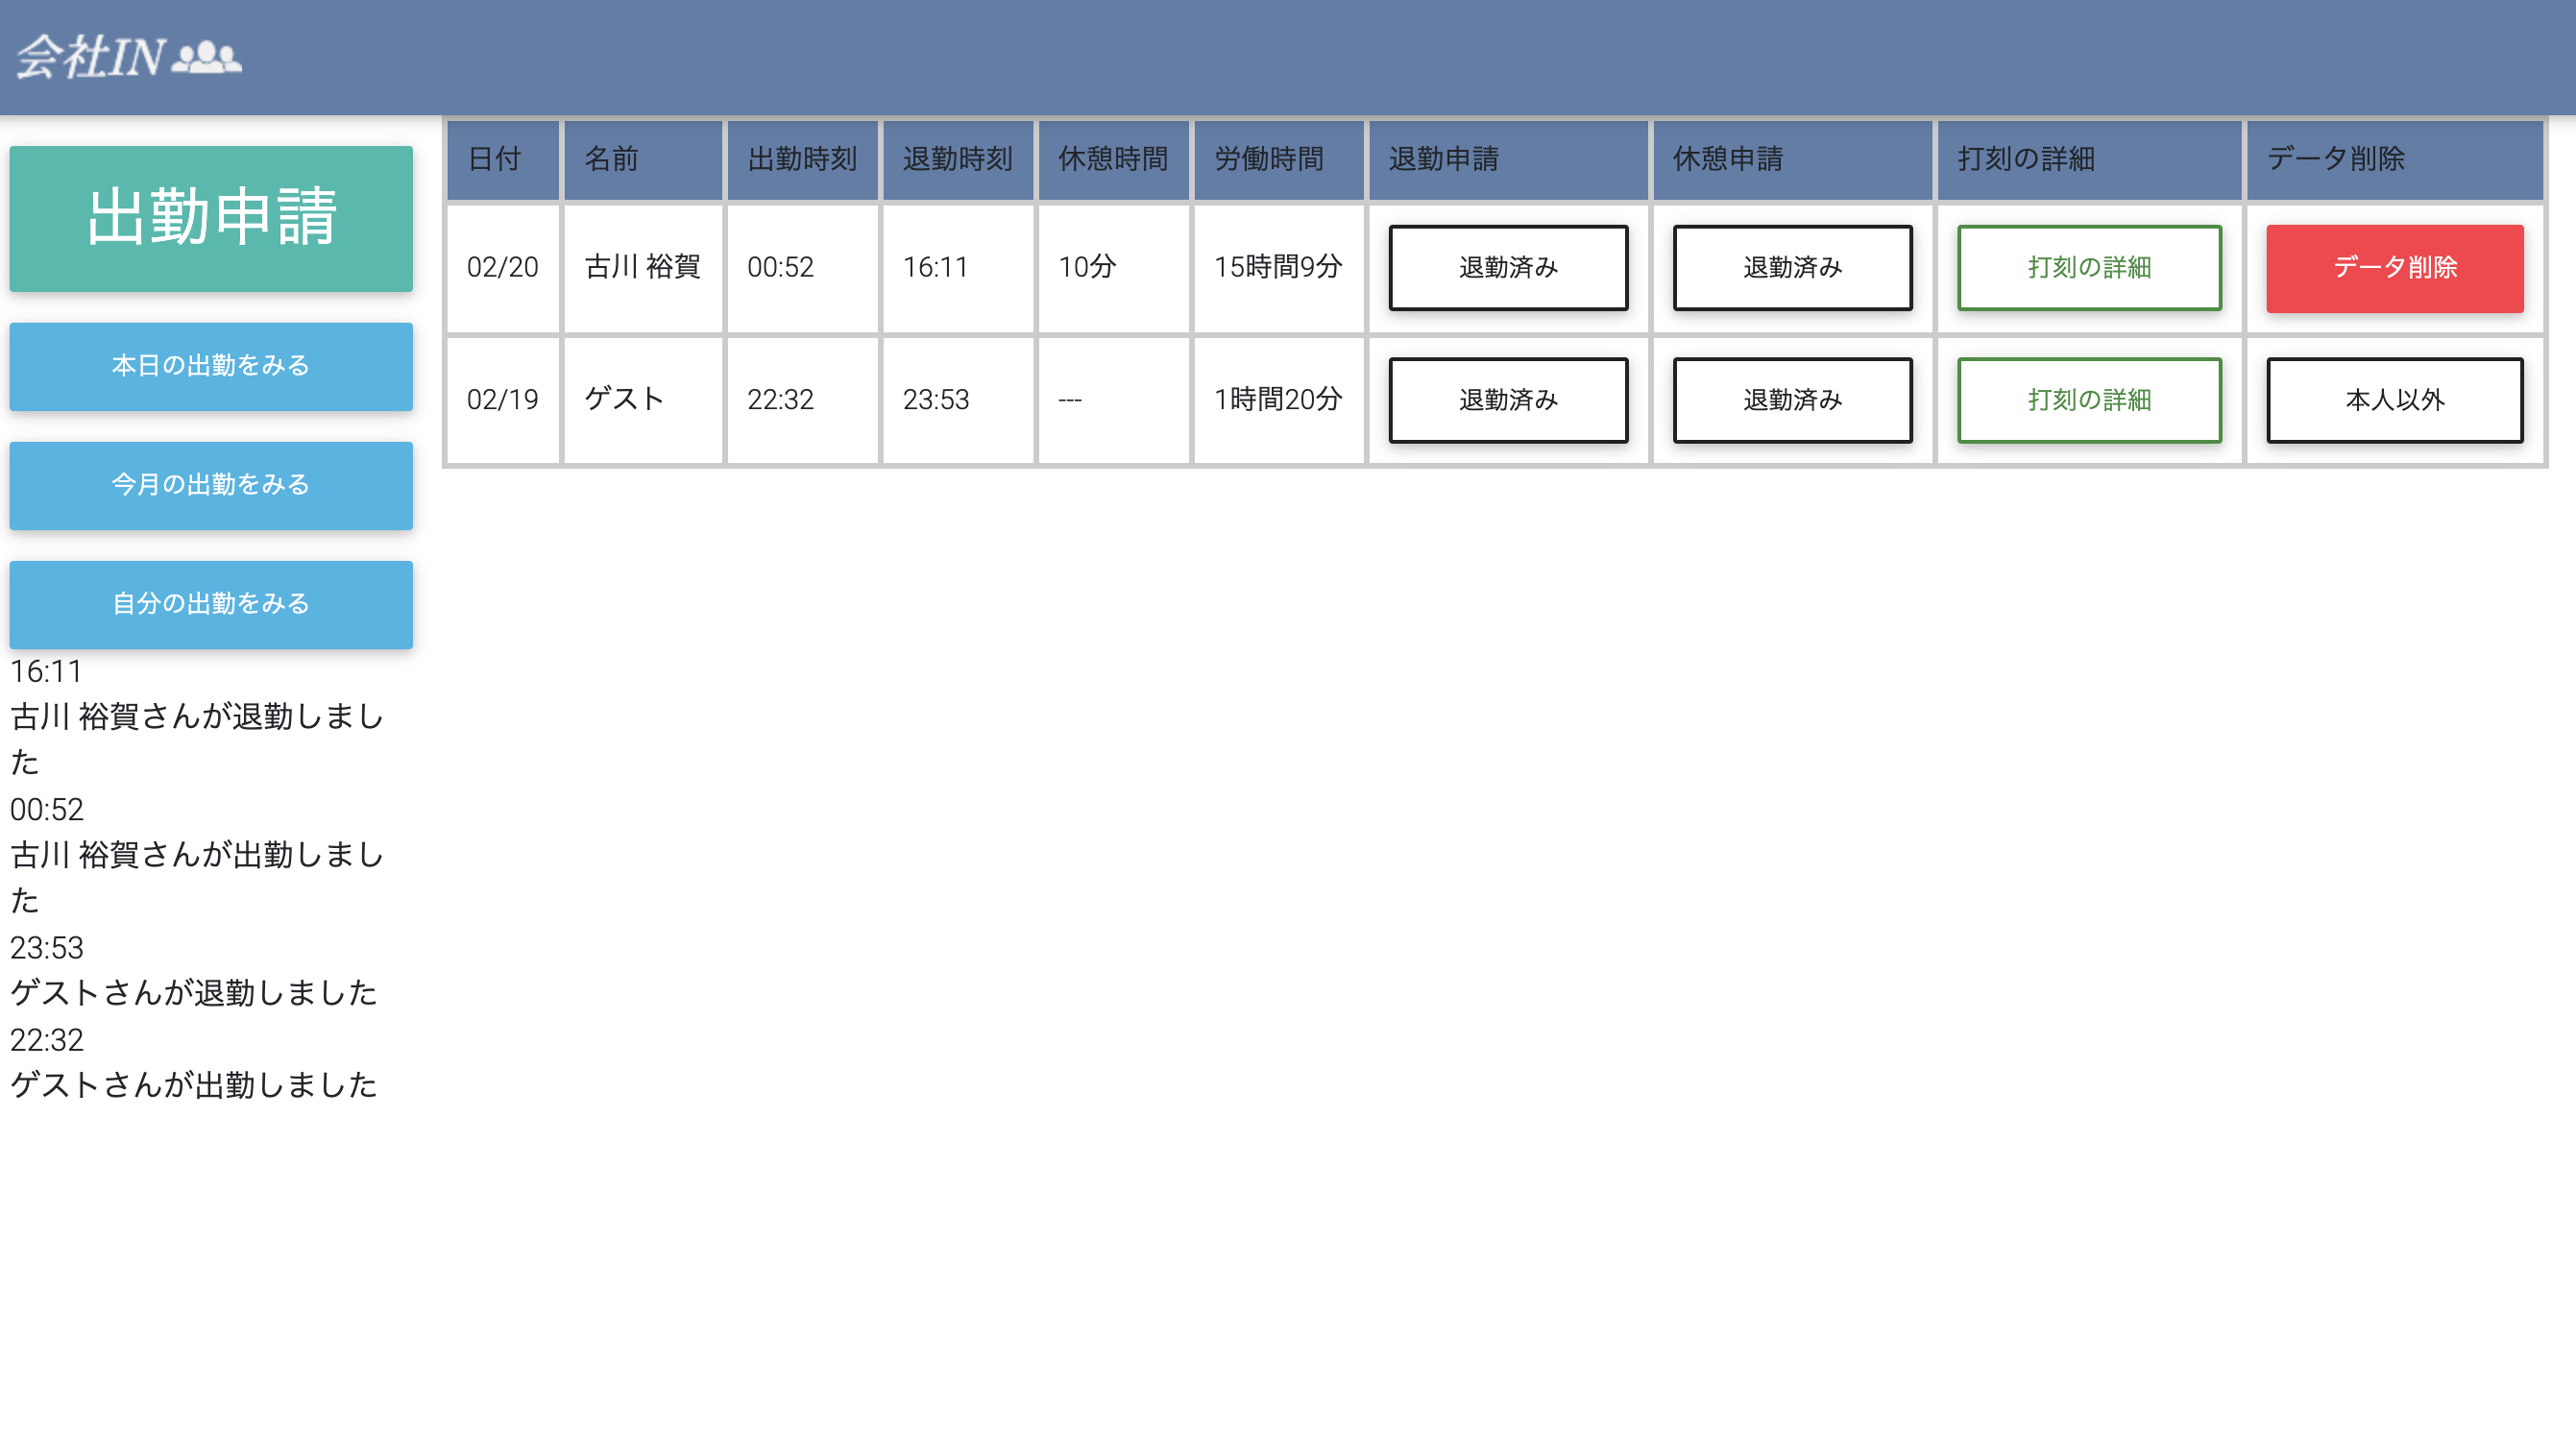 会社IN
出勤申請
本日の出勤をみる
今月の出勤をみる
自分の出勤をみる
16:11
古川 裕賀さんが退勤しまし
た
00:52
古川 裕賀さんが出勤しまし
た
23:53
ゲストさんが退勤しました
22:32
ゲストさんが出勤しました
日付 名前 出勤時刻 退勤時刻 休憩時間 労働時間 退勤申請 休憩申請 打刻の詳細 データ削除
02/20 古川 裕賀 00:52 16:11 10分 15時間9分 退勤済み 退勤済み 打刻の詳細 データ削除
02/19 ゲスト 22:32 23:53 --- 1時間20分 退勤済み 退勤済み 打刻の詳細 本人以外